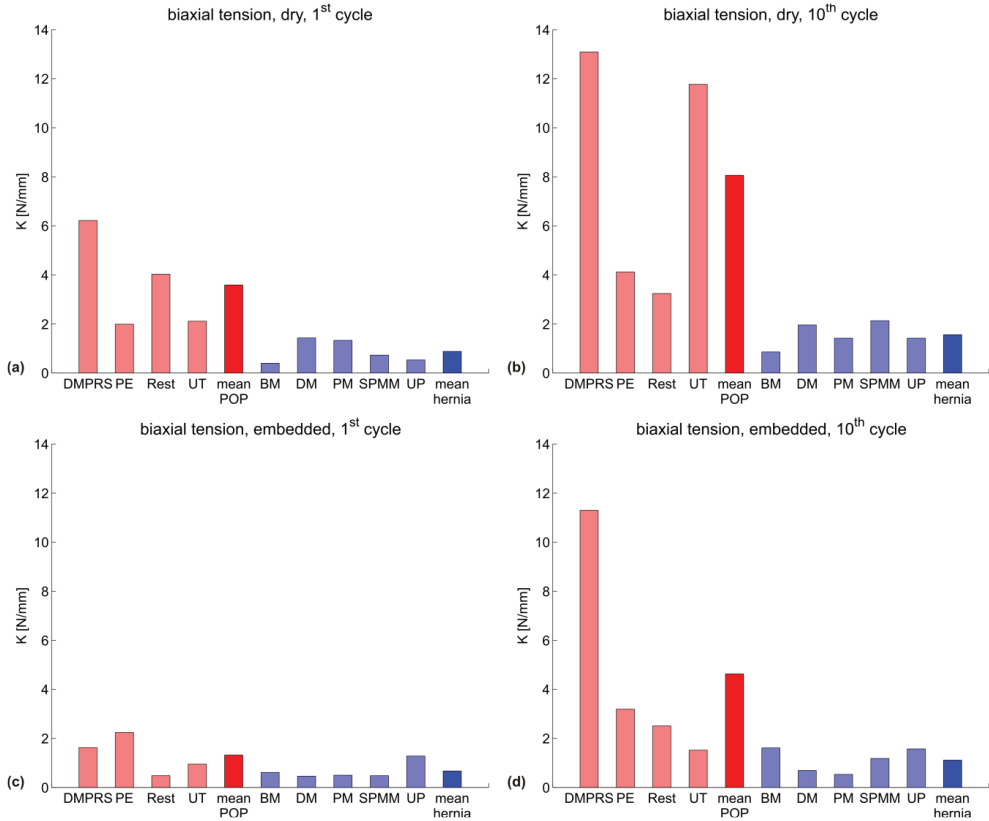 biaxial tension, dry, 1st cycle
14
12
10
8
6
4
2
0
K [N/mm]
(a)
DMPRS PE Rest UT mean POP BM DM PM SPMM UP mean hernia
biaxial tension, dry, 10th cycle
14
12
10
8
6
4
2
0
K [N/mm]
(b)
DMPRS PE Rest UT mean POP BM DM PM SPMM UP mean hernia
biaxial tension, embedded, 1st cycle
14
12
10
8
6
4
2
0
K [N/mm]
(c)
DMPRS PE Rest UT mean POP BM DM PM SPMM UP mean hernia
biaxial tension, embedded, 10th cycle
14
12
10
8
6
4
2
0
K [N/mm]
(d)
DMPRS PE Rest UT mean POP BM DM PM SPMM UP mean hernia